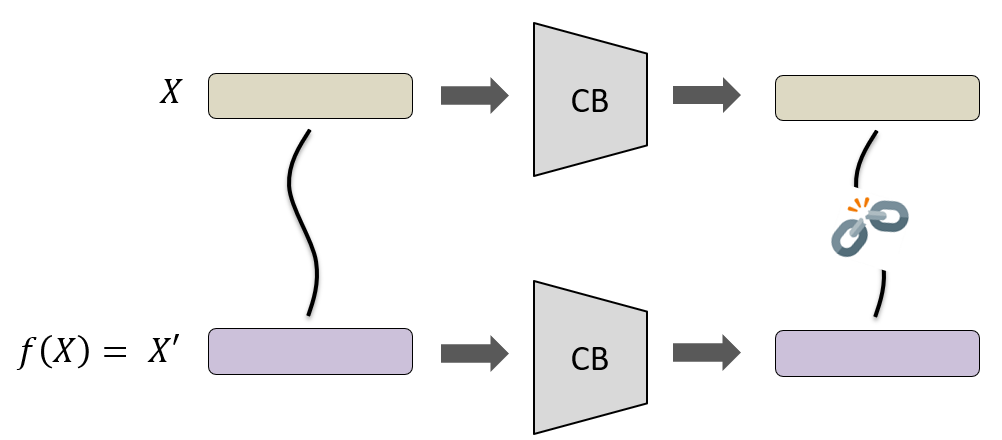 X
CB
f(X) = X′
CB